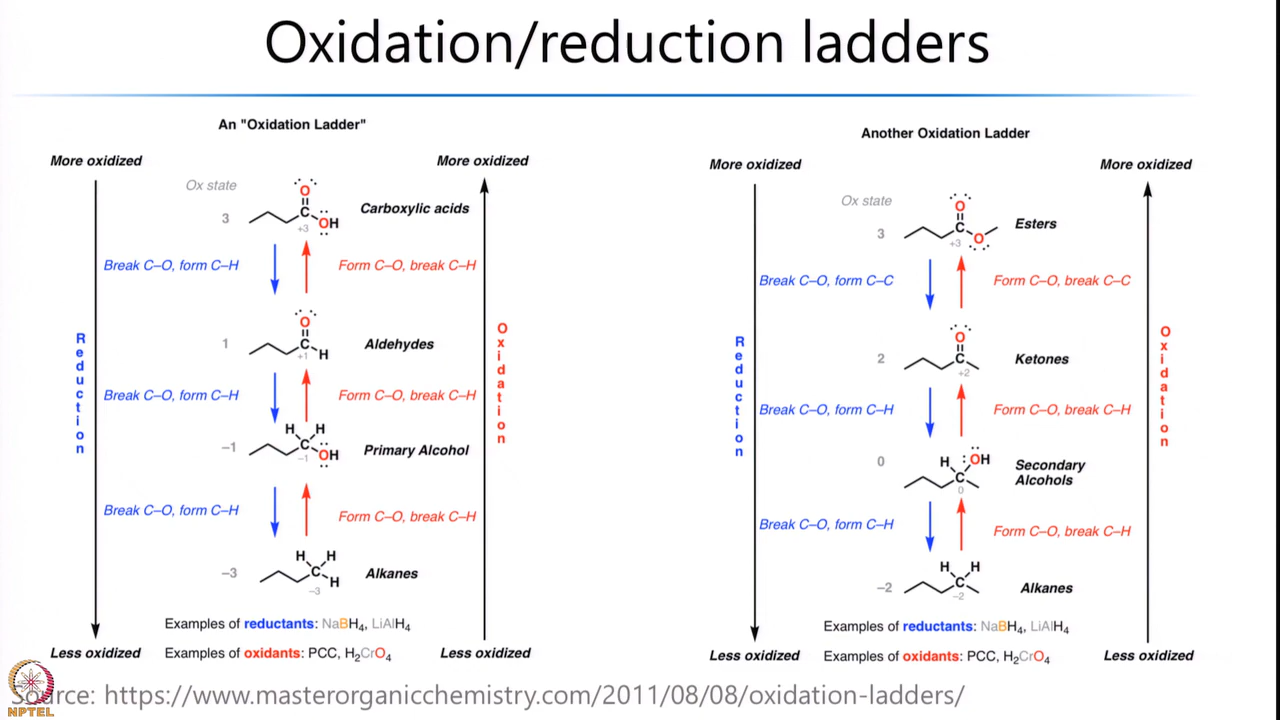 Oxidation/reduction ladders
An "Oxidation Ladder"
More oxidized
More oxidized
Ox state
3
O
C
OH
+3
Carboxylic acids
Break C–O, form C–H
Form C–O, break C–H
1
O
C
H
+1
Aldehydes
Break C–O, form C–H
Form C–O, break C–H
–1
H H
C
OH
–1
Primary Alcohol
Break C–O, form C–H
Form C–O, break C–H
–3
H H
C
H
–3
Alkanes
Reduction
Oxidation
Examples of reductants: NaBH4, LiAlH4
Examples of oxidants: PCC, H2CrO4
Less oxidized
Less oxidized
Another Oxidation Ladder
More oxidized
More oxidized
Ox state
3
O
C
O
+3
Esters
Break C–O, form C–C
Form C–O, break C–C
2
O
C
+2
Ketones
Break C–O, form C–H
Form C–O, break C–H
0
H OH
C
0
Secondary
Alcohols
Break C–O, form C–H
Form C–O, break C–H
–2
H H
C
–2
Alkanes
Reduction
Oxidation
Examples of reductants: NaBH4, LiAlH4
Examples of oxidants: PCC, H2CrO4
Less oxidized
Less oxidized
Source: https://www.masterorganicchemistry.com/2011/08/08/oxidation-ladders/
NPTEL